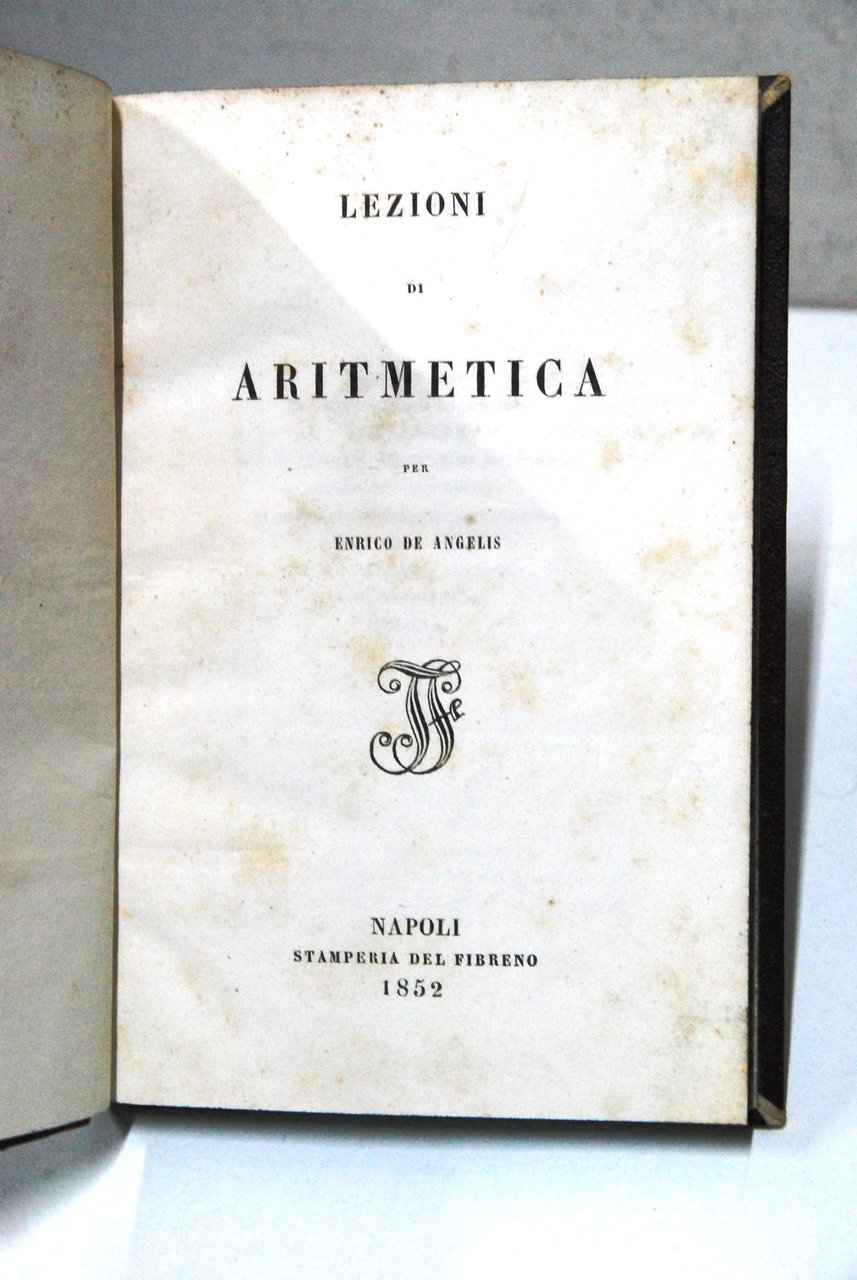 LEZIONI
DI
ARITMETICA
PER
ENRICO DE ANGELIS
NAPOLI
STAMPERIA DEL FIBRENO
1852